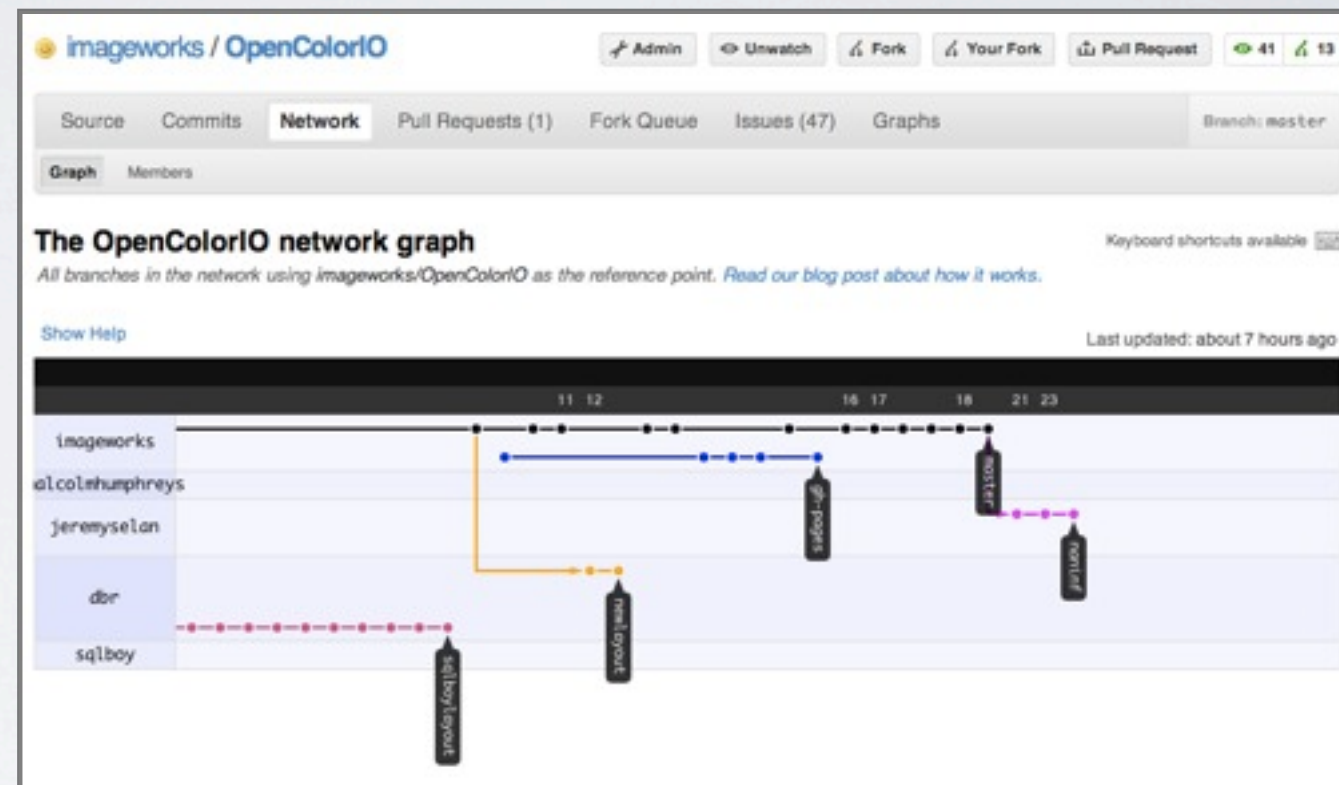 imageworks / OpenColorIO
Admin Unwatch Fork Your Fork Pull Request 41 13
Source Commits Network Pull Requests (1) Fork Queue Issues (47) Graphs Branch: master
Graph Members
The OpenColorIO network graph
Keyboard shortcuts available
All branches in the network using imageworks/OpenColorIO as the reference point. Read our blog post about how it works.
Show Help
Last updated: about 7 hours ago
11 12 16 17 18 21 23
imageworks
alcolmhumphreys
jeremyselan
dbr
sqlboy
master
gh-pages
naninf
newlayout
sqlboylayout